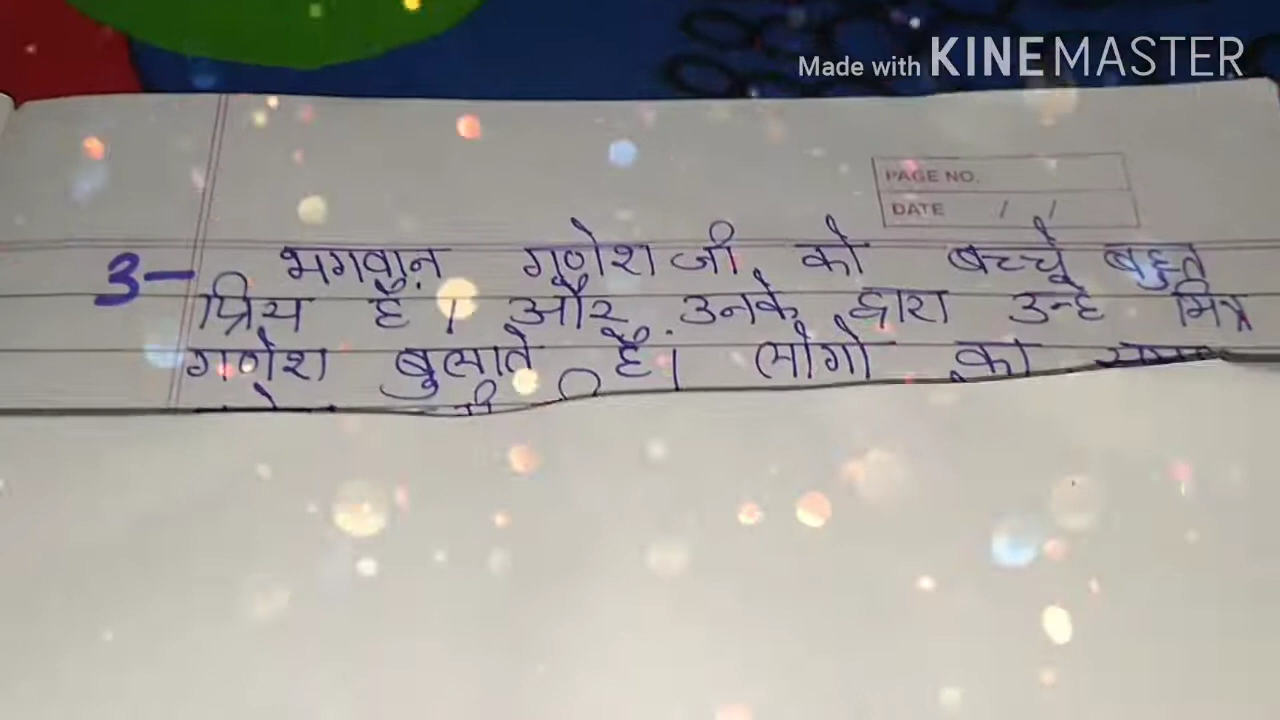 Made with KINEMASTER
PAGE NO.
DATE / /
3- भगवान गणेश जी को बच्चे बहुत
प्रिय है। और उनके द्वारा उन्हे मित्र
गणेश बुलाते है। लोगो का